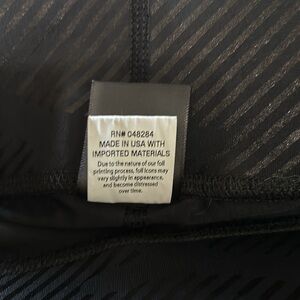 RN# 048284
MADE IN USA WITH
IMPORTED MATERIALS
Due to the nature of our foil
printing process, foil icons may
vary slightly in appearance,
and become distressed
over time.